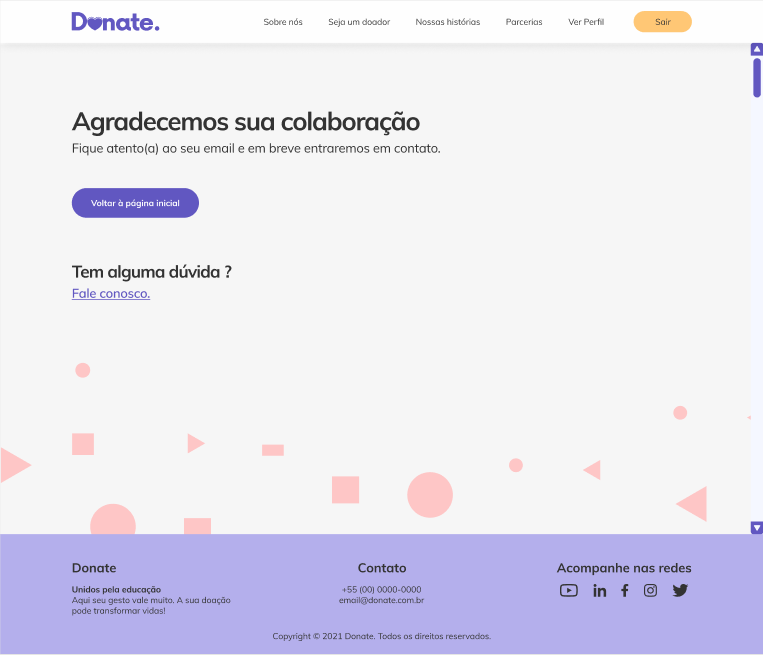 Donate.
Sobre nós
Seja um doador
Nossas histórias
Parcerias
Ver Perfil
Sair
Agradecemos sua colaboração
Fique atento(a) ao seu email e em breve entraremos em contato.
Voltar à página inicial
Tem alguma dúvida ?
Fale conosco.
Donate
Unidos pela educação
Aqui seu gesto vale muito. A sua doação
pode transformar vidas!
Contato
+55 (00) 0000-0000
email@donate.com.br
Acompanhe nas redes
Copyright © 2021 Donate. Todos os direitos reservados.